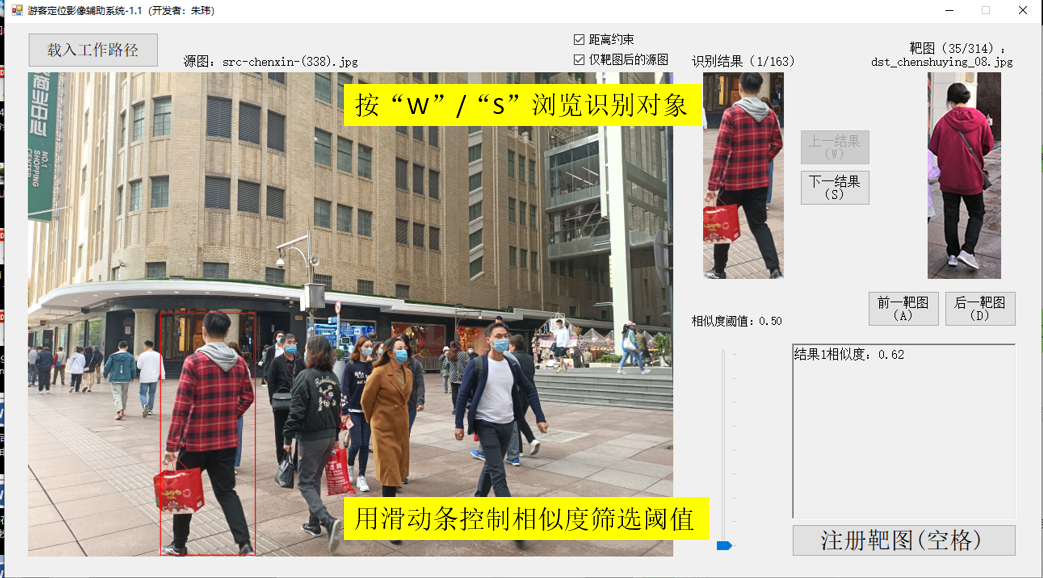 游客定位影像辅助系统-1.1（开发者：朱玮）
载入工作路径
源图：src-chenxin-(338).jpg
距离约束
仅靶图后的源图
识别结果（1/163）
靶图（35/314）：
dst_chenshuying_08.jpg
按“W”/“S”浏览识别对象
商业中心
NO.1
SHOPPING
CENTER
上一结果
（W）
下一结果
（S）
前一靶图
（A）
后一靶图
（D）
相似度阈值：0.50
结果1相似度：0.62
用滑动条控制相似度筛选阈值
注册靶图(空格)